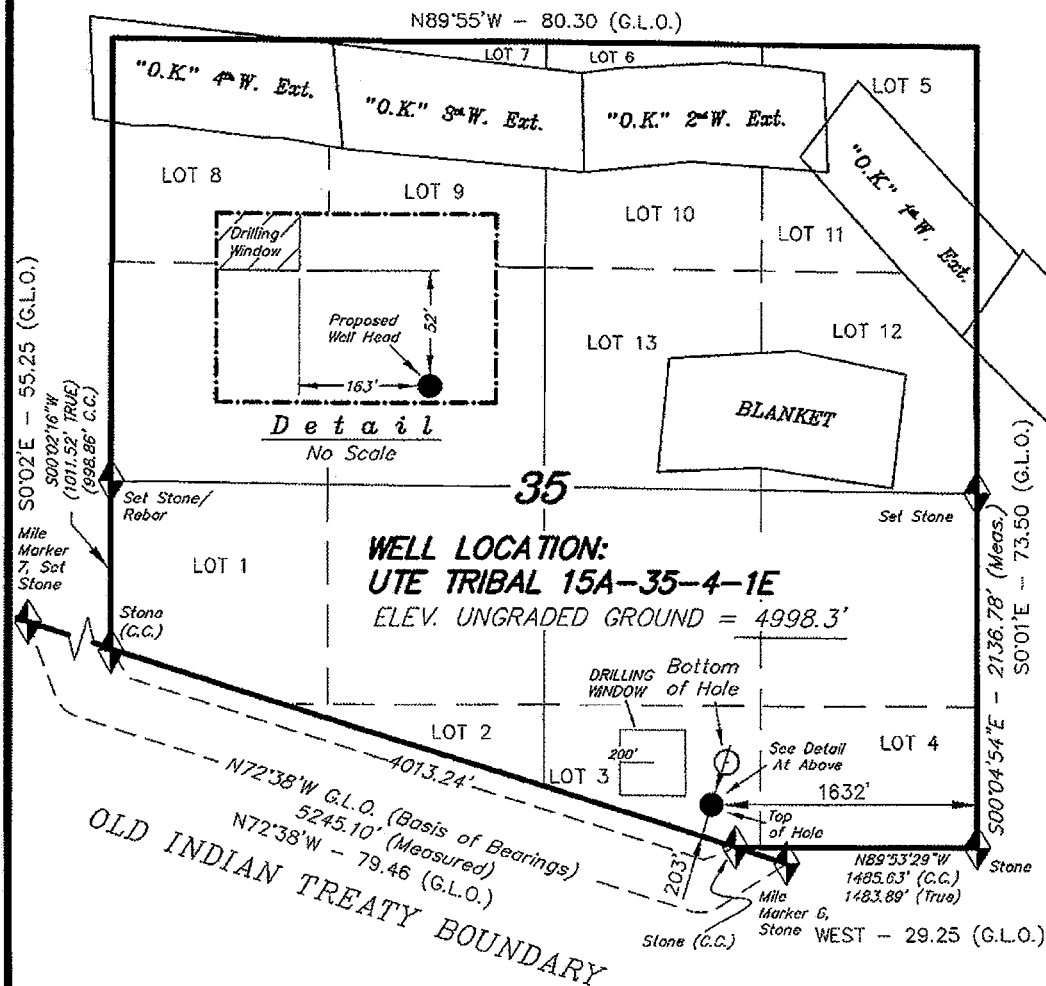 N89°55'W - 80.30 (G.L.O.)
LOT 7
LOT 6
LOT 5
"O.K." 4th W. Ext.
"O.K." 3rd W. Ext.
"O.K." 2nd W. Ext.
"O.K." 1st W. Ext.
LOT 8
LOT 9
LOT 10
LOT 11
Drilling
Window
Proposed
Well Head
52'
163'
Detail
No Scale
LOT 13
LOT 12
BLANKET
S0°02'E - 55.25 (G.L.O.)
S00°02'16"W
(1011.52' TRUE)
(998.86' C.C.)
Set Stone/
Rebar
35
Set Stone
Mile
Marker
7, Set
Stone
LOT 1
WELL LOCATION:
UTE TRIBAL 15A-35-4-1E
ELEV. UNGRADED GROUND = 4998.3'
Stone
(C.C.)
DRILLING
WINDOW
Bottom
of Hole
200'
See Detail
At Above
LOT 2
LOT 3
LOT 4
1632'
Top
of Hole
4013.24'
N72°38'W G.L.O. (Basis of Bearings)
5245.10' (Measured)
N72°38'W - 79.46 (G.L.O.)
OLD INDIAN TREATY BOUNDARY
203'
Stone (C.C.)
Mile
Marker 6,
Stone
N89°53'29"W
1485.63' (C.C.)
1483.89' (True)
WEST - 29.25 (G.L.O.)
Stone
S00°04'54"E - 2136.78' (Meas.)
S0°01'E - 73.50 (G.L.O.)